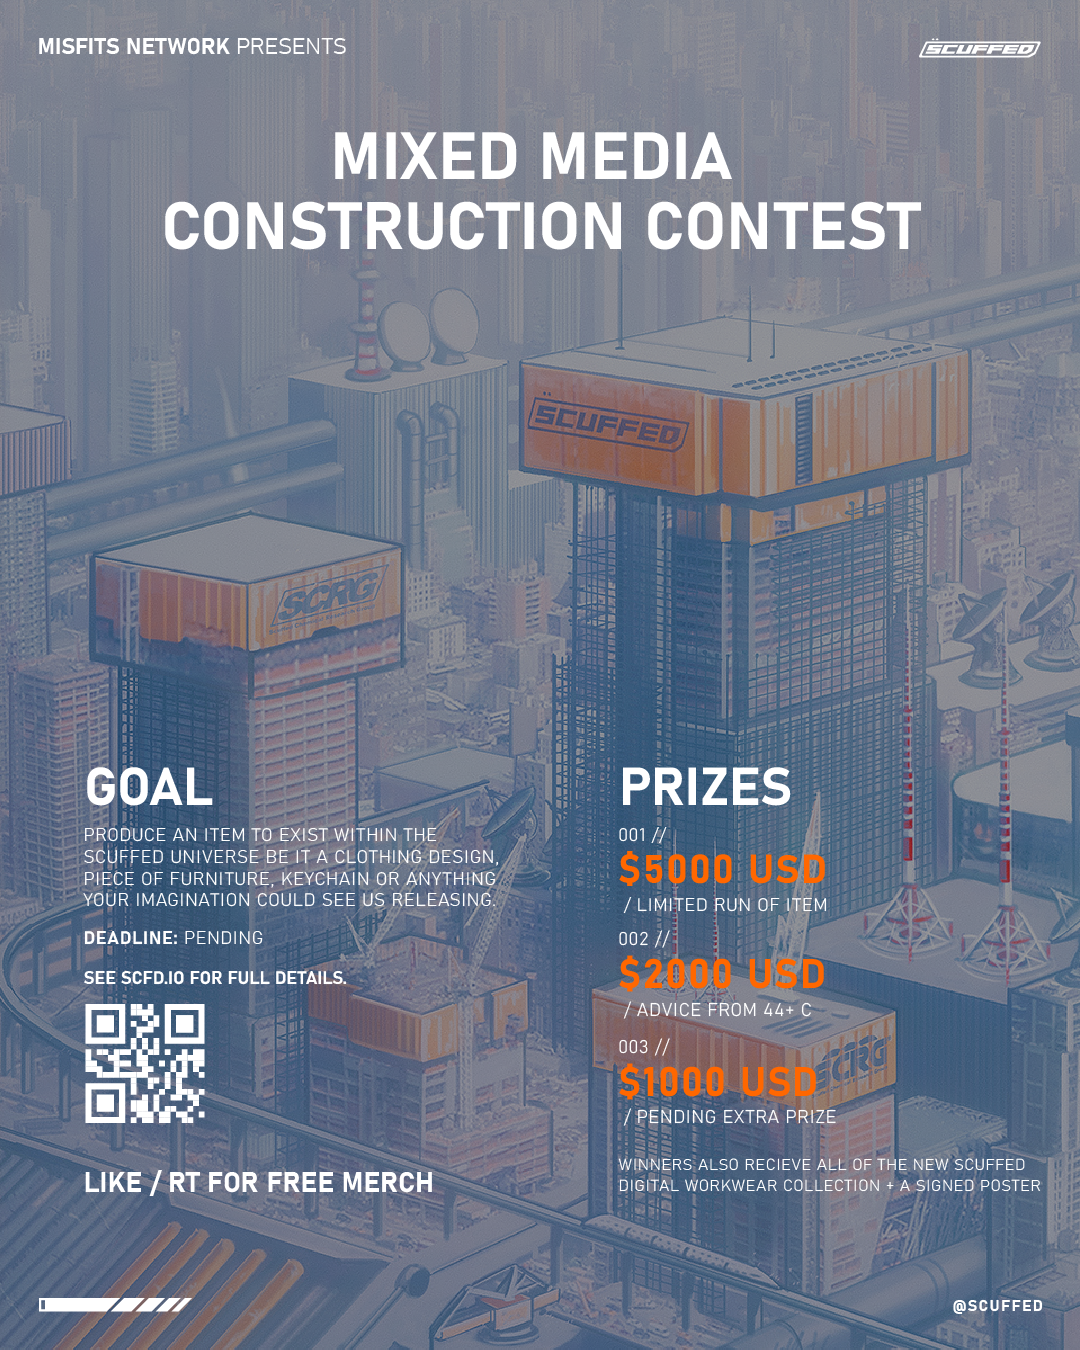 MISFITS NETWORK PRESENTS
SCUFFED
MIXED MEDIA
CONSTRUCTION CONTEST
SCUFFED
SCRG
GOAL
PRODUCE AN ITEM TO EXIST WITHIN THE
SCUFFED UNIVERSE BE IT A CLOTHING DESIGN,
PIECE OF FURNITURE, KEYCHAIN OR ANYTHING
YOUR IMAGINATION COULD SEE US RELEASING.
DEADLINE: PENDING
SEE SCFD.IO FOR FULL DETAILS.
LIKE / RT FOR FREE MERCH
PRIZES
001 //
$5000 USD
/ LIMITED RUN OF ITEM
002 //
$2000 USD
/ ADVICE FROM 44+ C
003 //
$1000 USD
/ PENDING EXTRA PRIZE
SCRG
WINNERS ALSO RECIEVE ALL OF THE NEW SCUFFED
DIGITAL WORKWEAR COLLECTION + A SIGNED POSTER
@SCUFFED